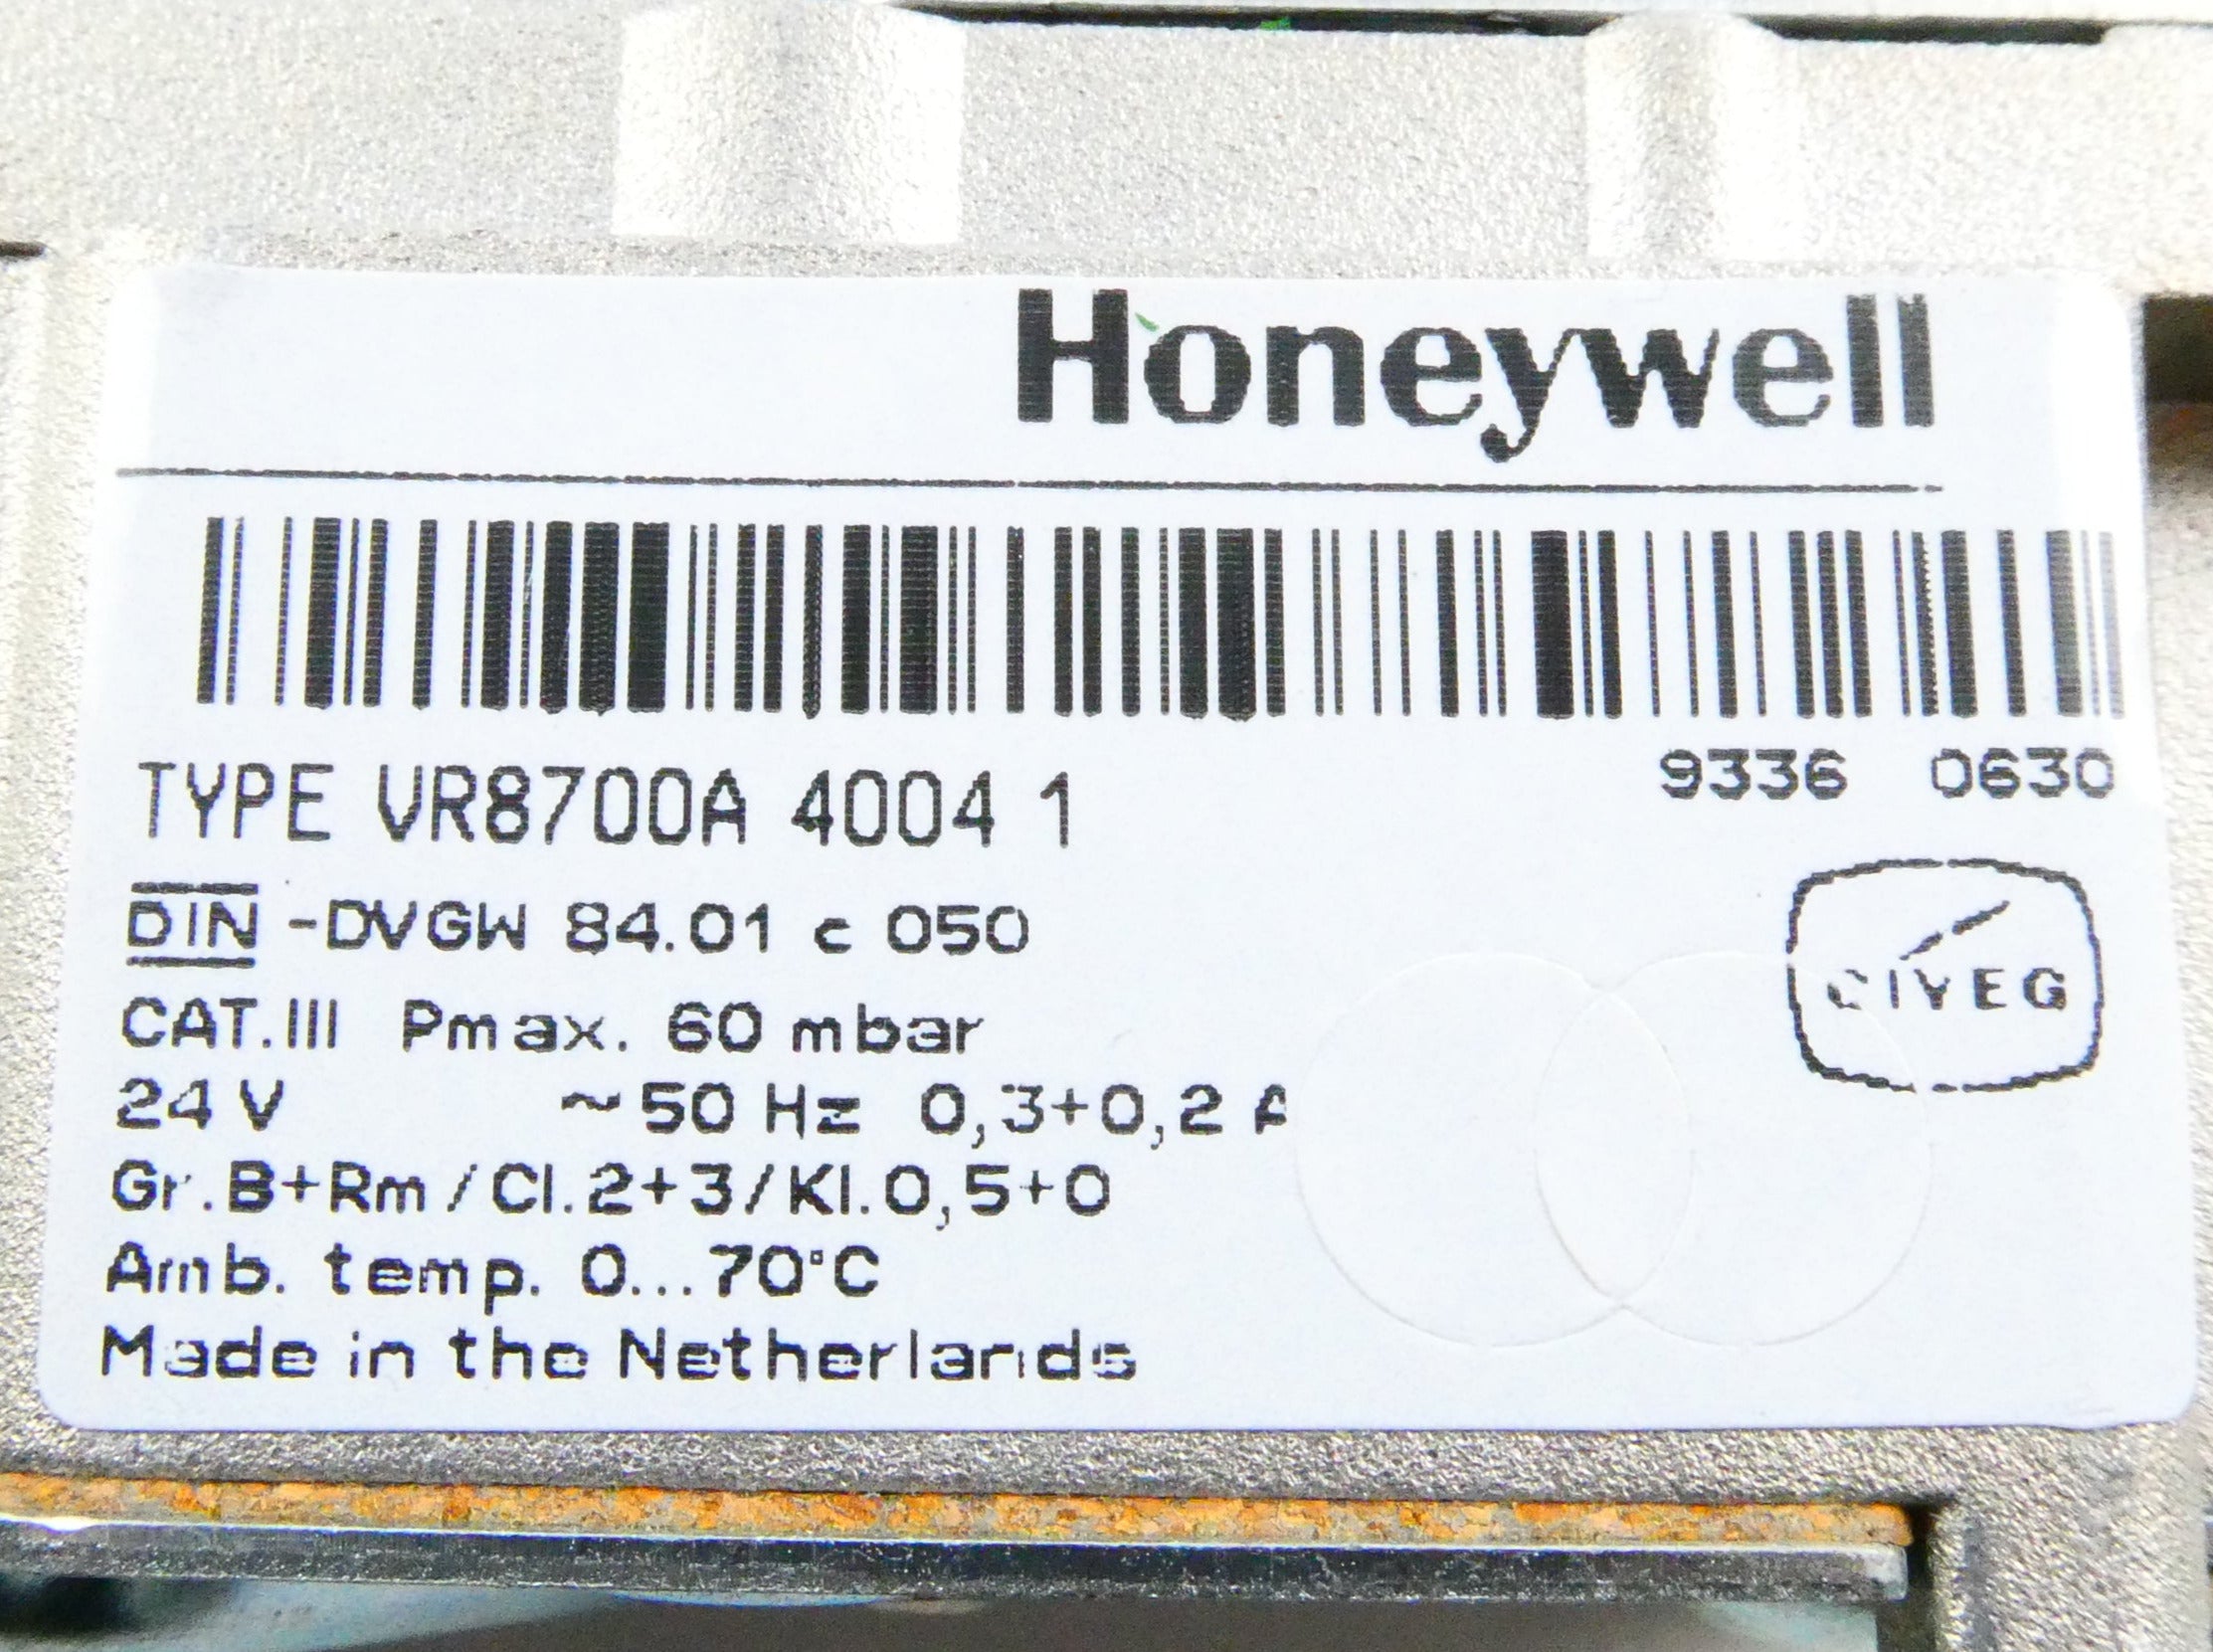 Honeywell
TYPE VR8700A 4004 1
9336 0630
DIN -DVGW 84.01 c 050
CIVEG
CAT.III Pmax. 60 mbar
24 V ~50 Hz 0,3+0,2 A
Gr.B+Rm/Cl.2+3/Kl.0,5+0
Amb. temp. 0...70°C
Made in the Netherlands